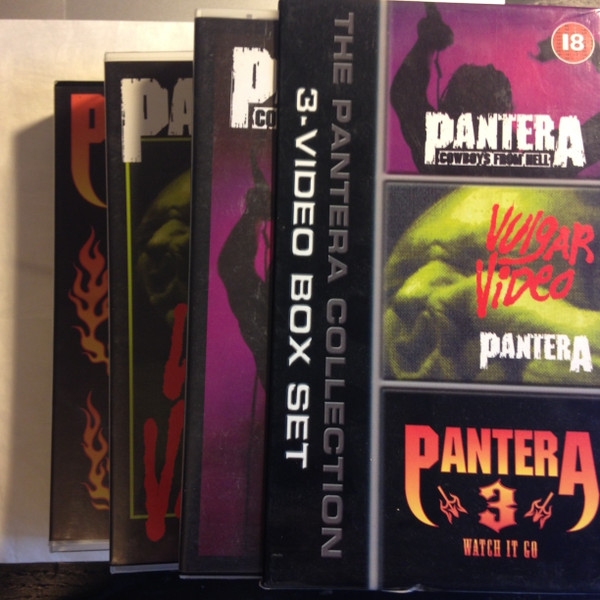 THE PANTERA COLLECTION
3-VIDEO BOX SET
18
PANTERA
COWBOYS FROM HELL
VULGAR
VIDEO
PANTERA
PANTERA
3
WATCH IT GO